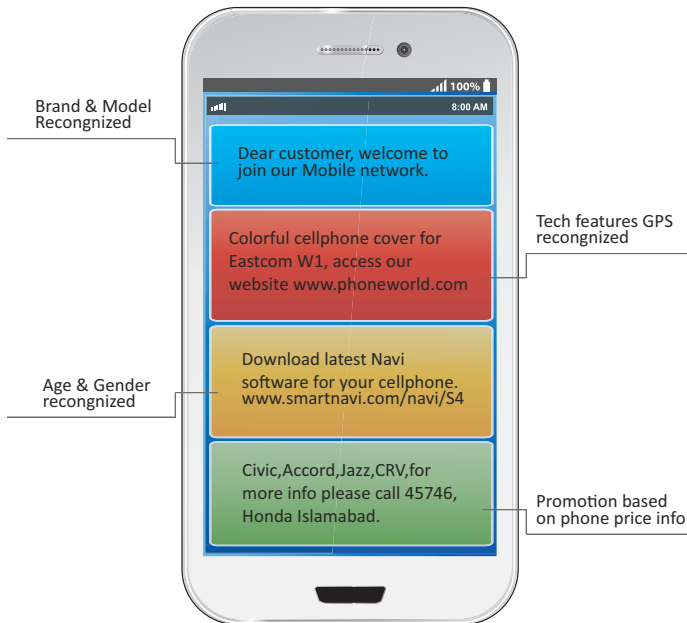 100%
8:00 AM
Brand & Model
Recongnized
Dear customer, welcome to
join our Mobile network.
Tech features GPS
recongnized
Colorful cellphone cover for
Eastcom W1, access our
website www.phoneworld.com
Age & Gender
recongnized
Download latest Navi
software for your cellphone.
www.smartnavi.com/navi/S4
Civic,Accord,Jazz,CRV,for
more info please call 45746,
Honda Islamabad.
Promotion based
on phone price info